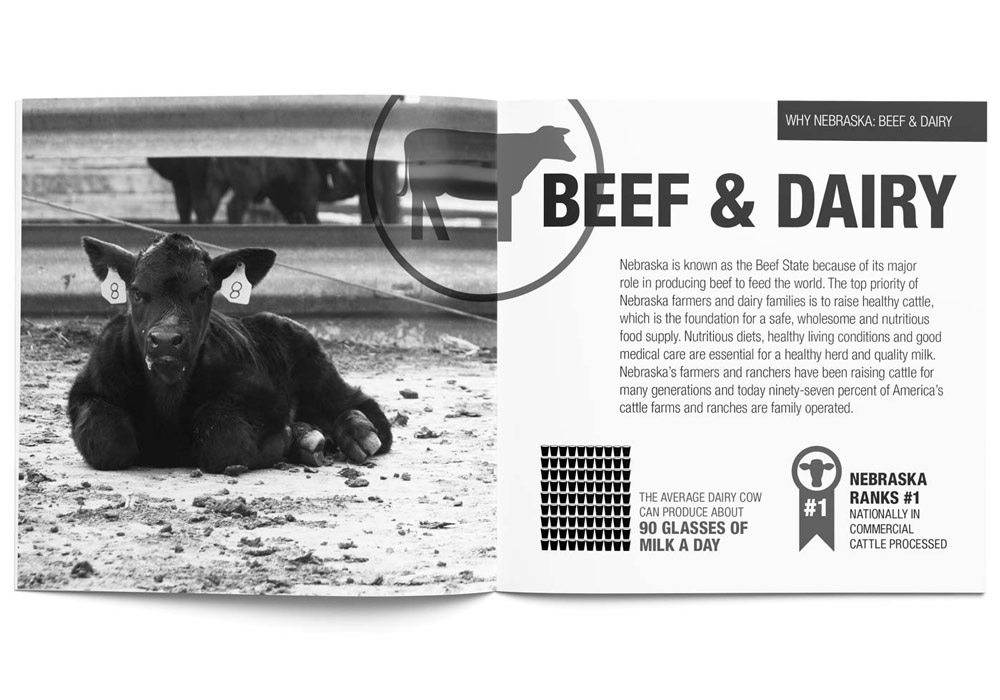 8
8
WHY NEBRASKA: BEEF & DAIRY
BEEF & DAIRY
Nebraska is known as the Beef State because of its major
role in producing beef to feed the world. The top priority of
Nebraska farmers and dairy families is to raise healthy cattle,
which is the foundation for a safe, wholesome and nutritious
food supply. Nutritious diets, healthy living conditions and good
medical care are essential for a healthy herd and quality milk.
Nebraska's farmers and ranchers have been raising cattle for
many generations and today ninety-seven percent of America's
cattle farms and ranches are family operated.
THE AVERAGE DAIRY COW
CAN PRODUCE ABOUT
90 GLASSES OF
MILK A DAY
#1
NEBRASKA
RANKS #1
NATIONALLY IN
COMMERCIAL
CATTLE PROCESSED